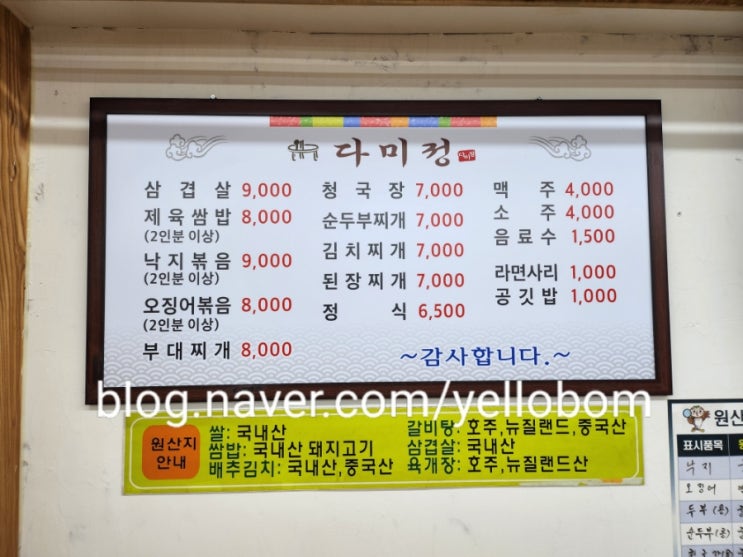 다미정
삼겹살 9,000
제육쌈밥 8,000
(2인분 이상)
낙지볶음 9,000
(2인분 이상)
오징어볶음 8,000
(2인분 이상)
부대찌개 8,000
청국장 7,000
순두부찌개 7,000
김치찌개 7,000
된장찌개 7,000
정식 6,500
맥주 4,000
소주 4,000
음료수 1,500
라면사리 1,000
공깃밥 1,000
~감사합니다.~
blog.naver.com/yellobom
원산지
안내
쌀: 국내산
쌈밥: 국내산 돼지고기
배추김치: 국내산,중국산
갈비탕: 호주,뉴질랜드,중국산
삼겹살: 국내산
육개장: 호주,뉴질랜드산
원산
표시품목
낙지
오징어
두부(콩)
순두부(콩)